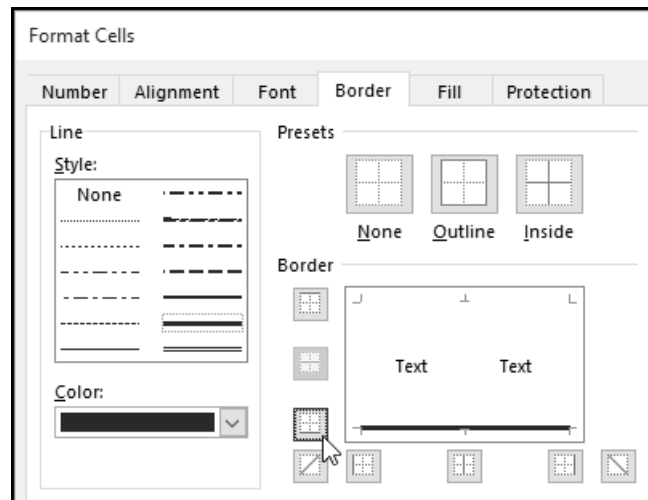 Format Cells
Number Alignment Font Border Fill Protection
Line
Style:
None
Color:
Presets
None Outline Inside
Border
Text Text